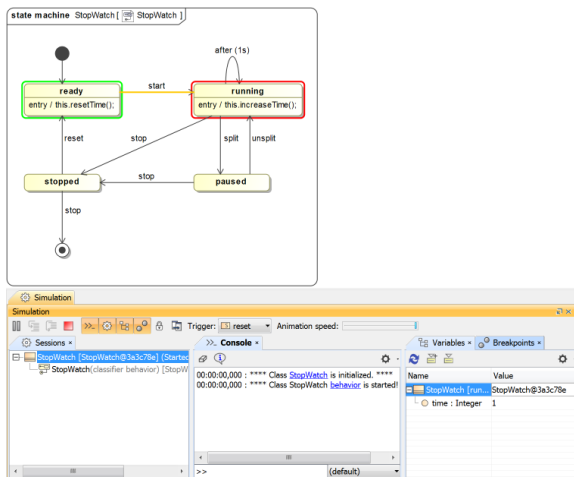 state machine StopWatch [ StopWatch ]
after (1s)
ready
start
running
entry / this.resetTime();
entry / this.increaseTime();
reset
stop
split
unsplit
stopped
stop
paused
stop
Simulation
Simulation
Trigger: reset
Animation speed:
Sessions ×
Console ×
Variables ×
Breakpoints ×
StopWatch [StopWatch@3a3c78e] (Started
StopWatch(classifier behavior) [StopW
00:00:00,000 : **** Class StopWatch is initialized. ****
00:00:00,000 : **** Class StopWatch behavior is started!
Name Value
StopWatch [run... StopWatch@3a3c78e
time : Integer 1
>>
(default)